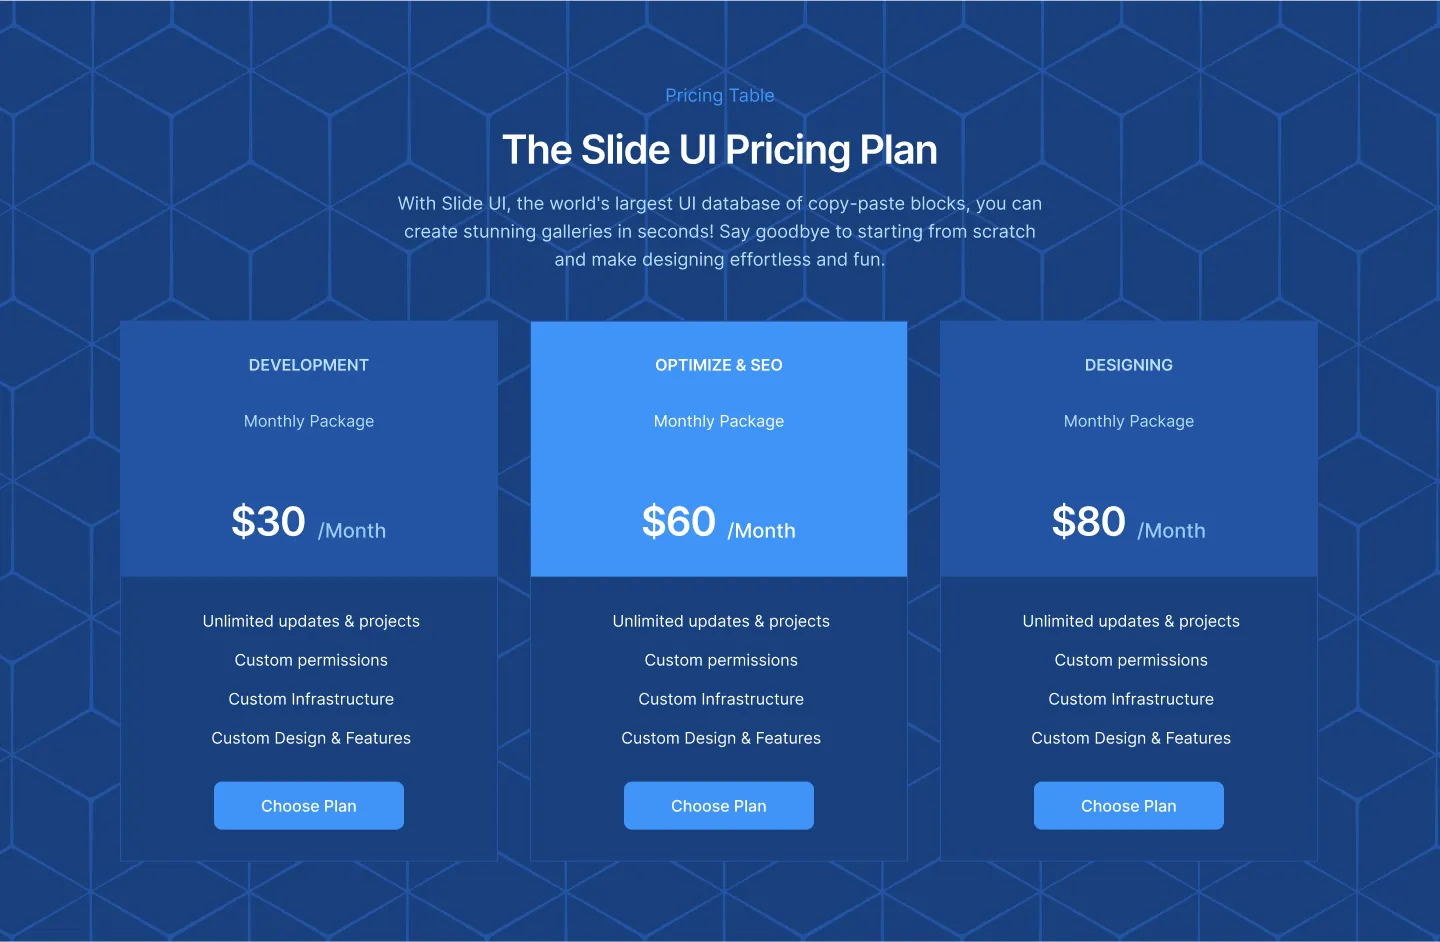 Pricing Table
The Slide UI Pricing Plan
With Slide UI, the world's largest UI database of copy-paste blocks, you can
create stunning galleries in seconds! Say goodbye to starting from scratch
and make designing effortless and fun.
DEVELOPMENT
Monthly Package
$30 /Month
Unlimited updates & projects
Custom permissions
Custom Infrastructure
Custom Design & Features
Choose Plan
OPTIMIZE & SEO
Monthly Package
$60 /Month
Unlimited updates & projects
Custom permissions
Custom Infrastructure
Custom Design & Features
Choose Plan
DESIGNING
Monthly Package
$80 /Month
Unlimited updates & projects
Custom permissions
Custom Infrastructure
Custom Design & Features
Choose Plan